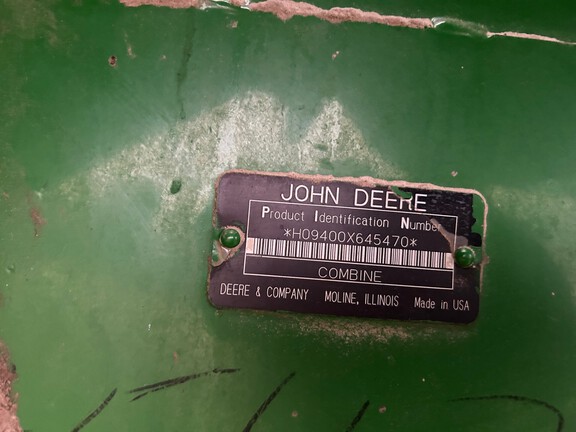 JOHN DEERE
Product Identification Number
*H09400X645470*
COMBINE
DEERE & COMPANY MOLINE, ILLINOIS Made in USA